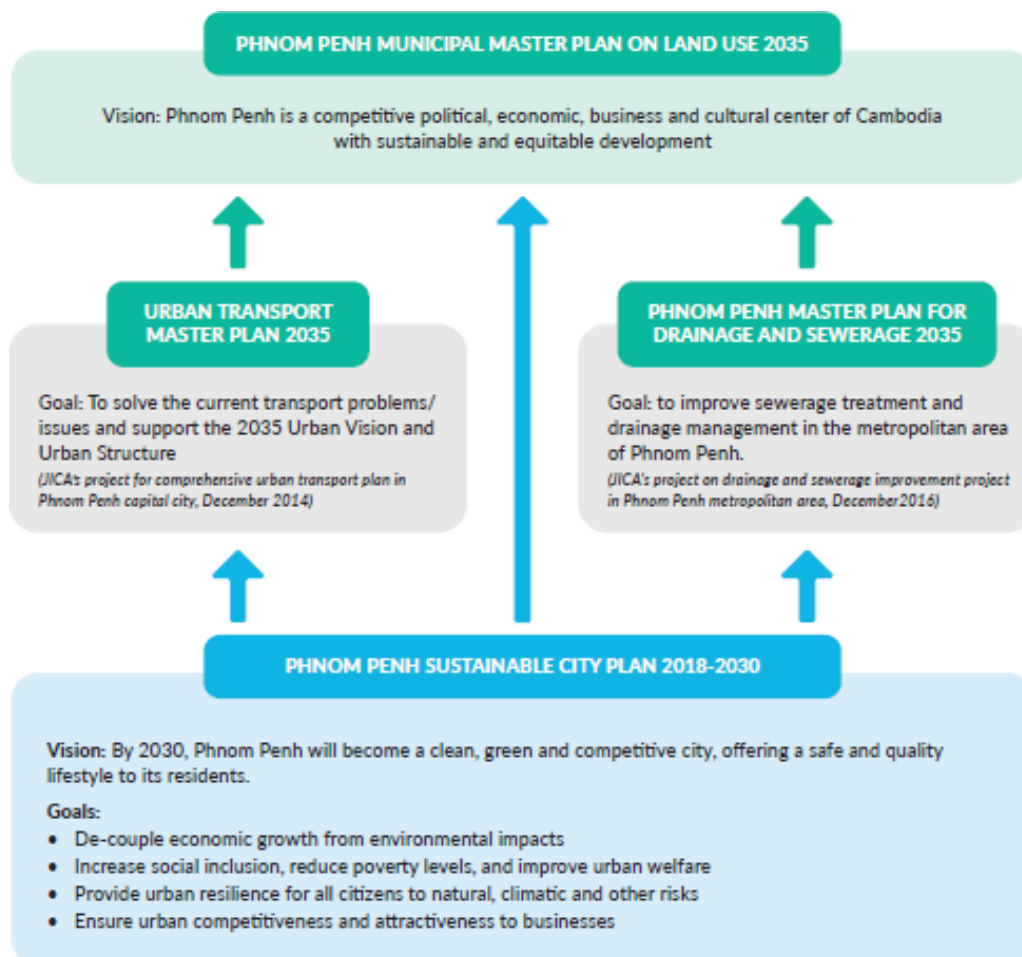 PHNOM PENH MUNICIPAL MASTER PLAN ON LAND USE 2035
Vision: Phnom Penh is a competitive political, economic, business and cultural center of Cambodia
with sustainable and equitable development
URBAN TRANSPORT
MASTER PLAN 2035
Goal: To solve the current transport problems/
issues and support the 2035 Urban Vision and
Urban Structure
(JICA's project for comprehensive urban transport plan in
Phnom Penh capital city, December 2014)
PHNOM PENH MASTER PLAN FOR
DRAINAGE AND SEWERAGE 2035
Goal: to improve sewerage treatment and
drainage management in the metropolitan area
of Phnom Penh.
(JICA's project on drainage and sewerage improvement project
in Phnom Penh metropolitan area, December2016)
PHNOM PENH SUSTAINABLE CITY PLAN 2018-2030
Vision: By 2030, Phnom Penh will become a clean, green and competitive city, offering a safe and quality
lifestyle to its residents.
Goals:
• De-couple economic growth from environmental impacts
• Increase social inclusion, reduce poverty levels, and improve urban welfare
• Provide urban resilience for all citizens to natural, climatic and other risks
• Ensure urban competitiveness and attractiveness to businesses